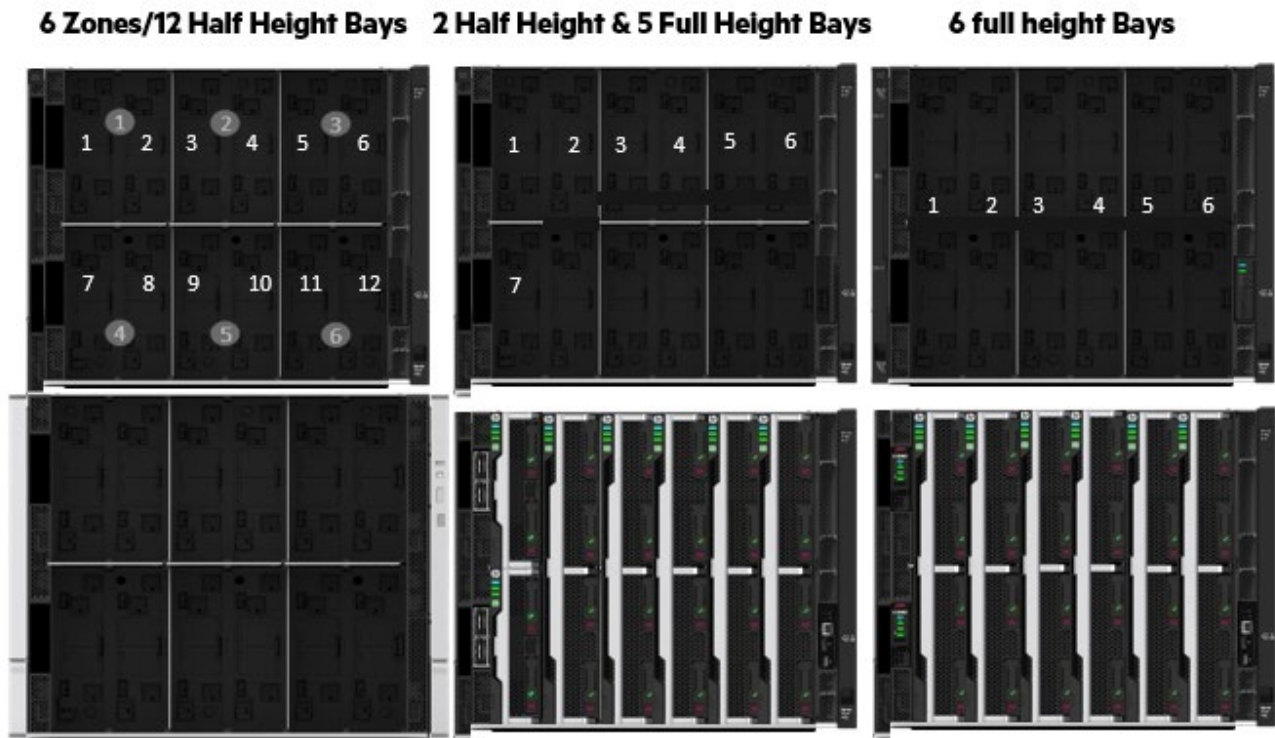 6 Zones/12 Half Height Bays
2 Half Height & 5 Full Height Bays
6 full height Bays
1 2 3
1 2 3 4 5 6
7 8 9 10 11 12
4 5 6
1 2 3 4 5 6
7
1 2 3 4 5 6